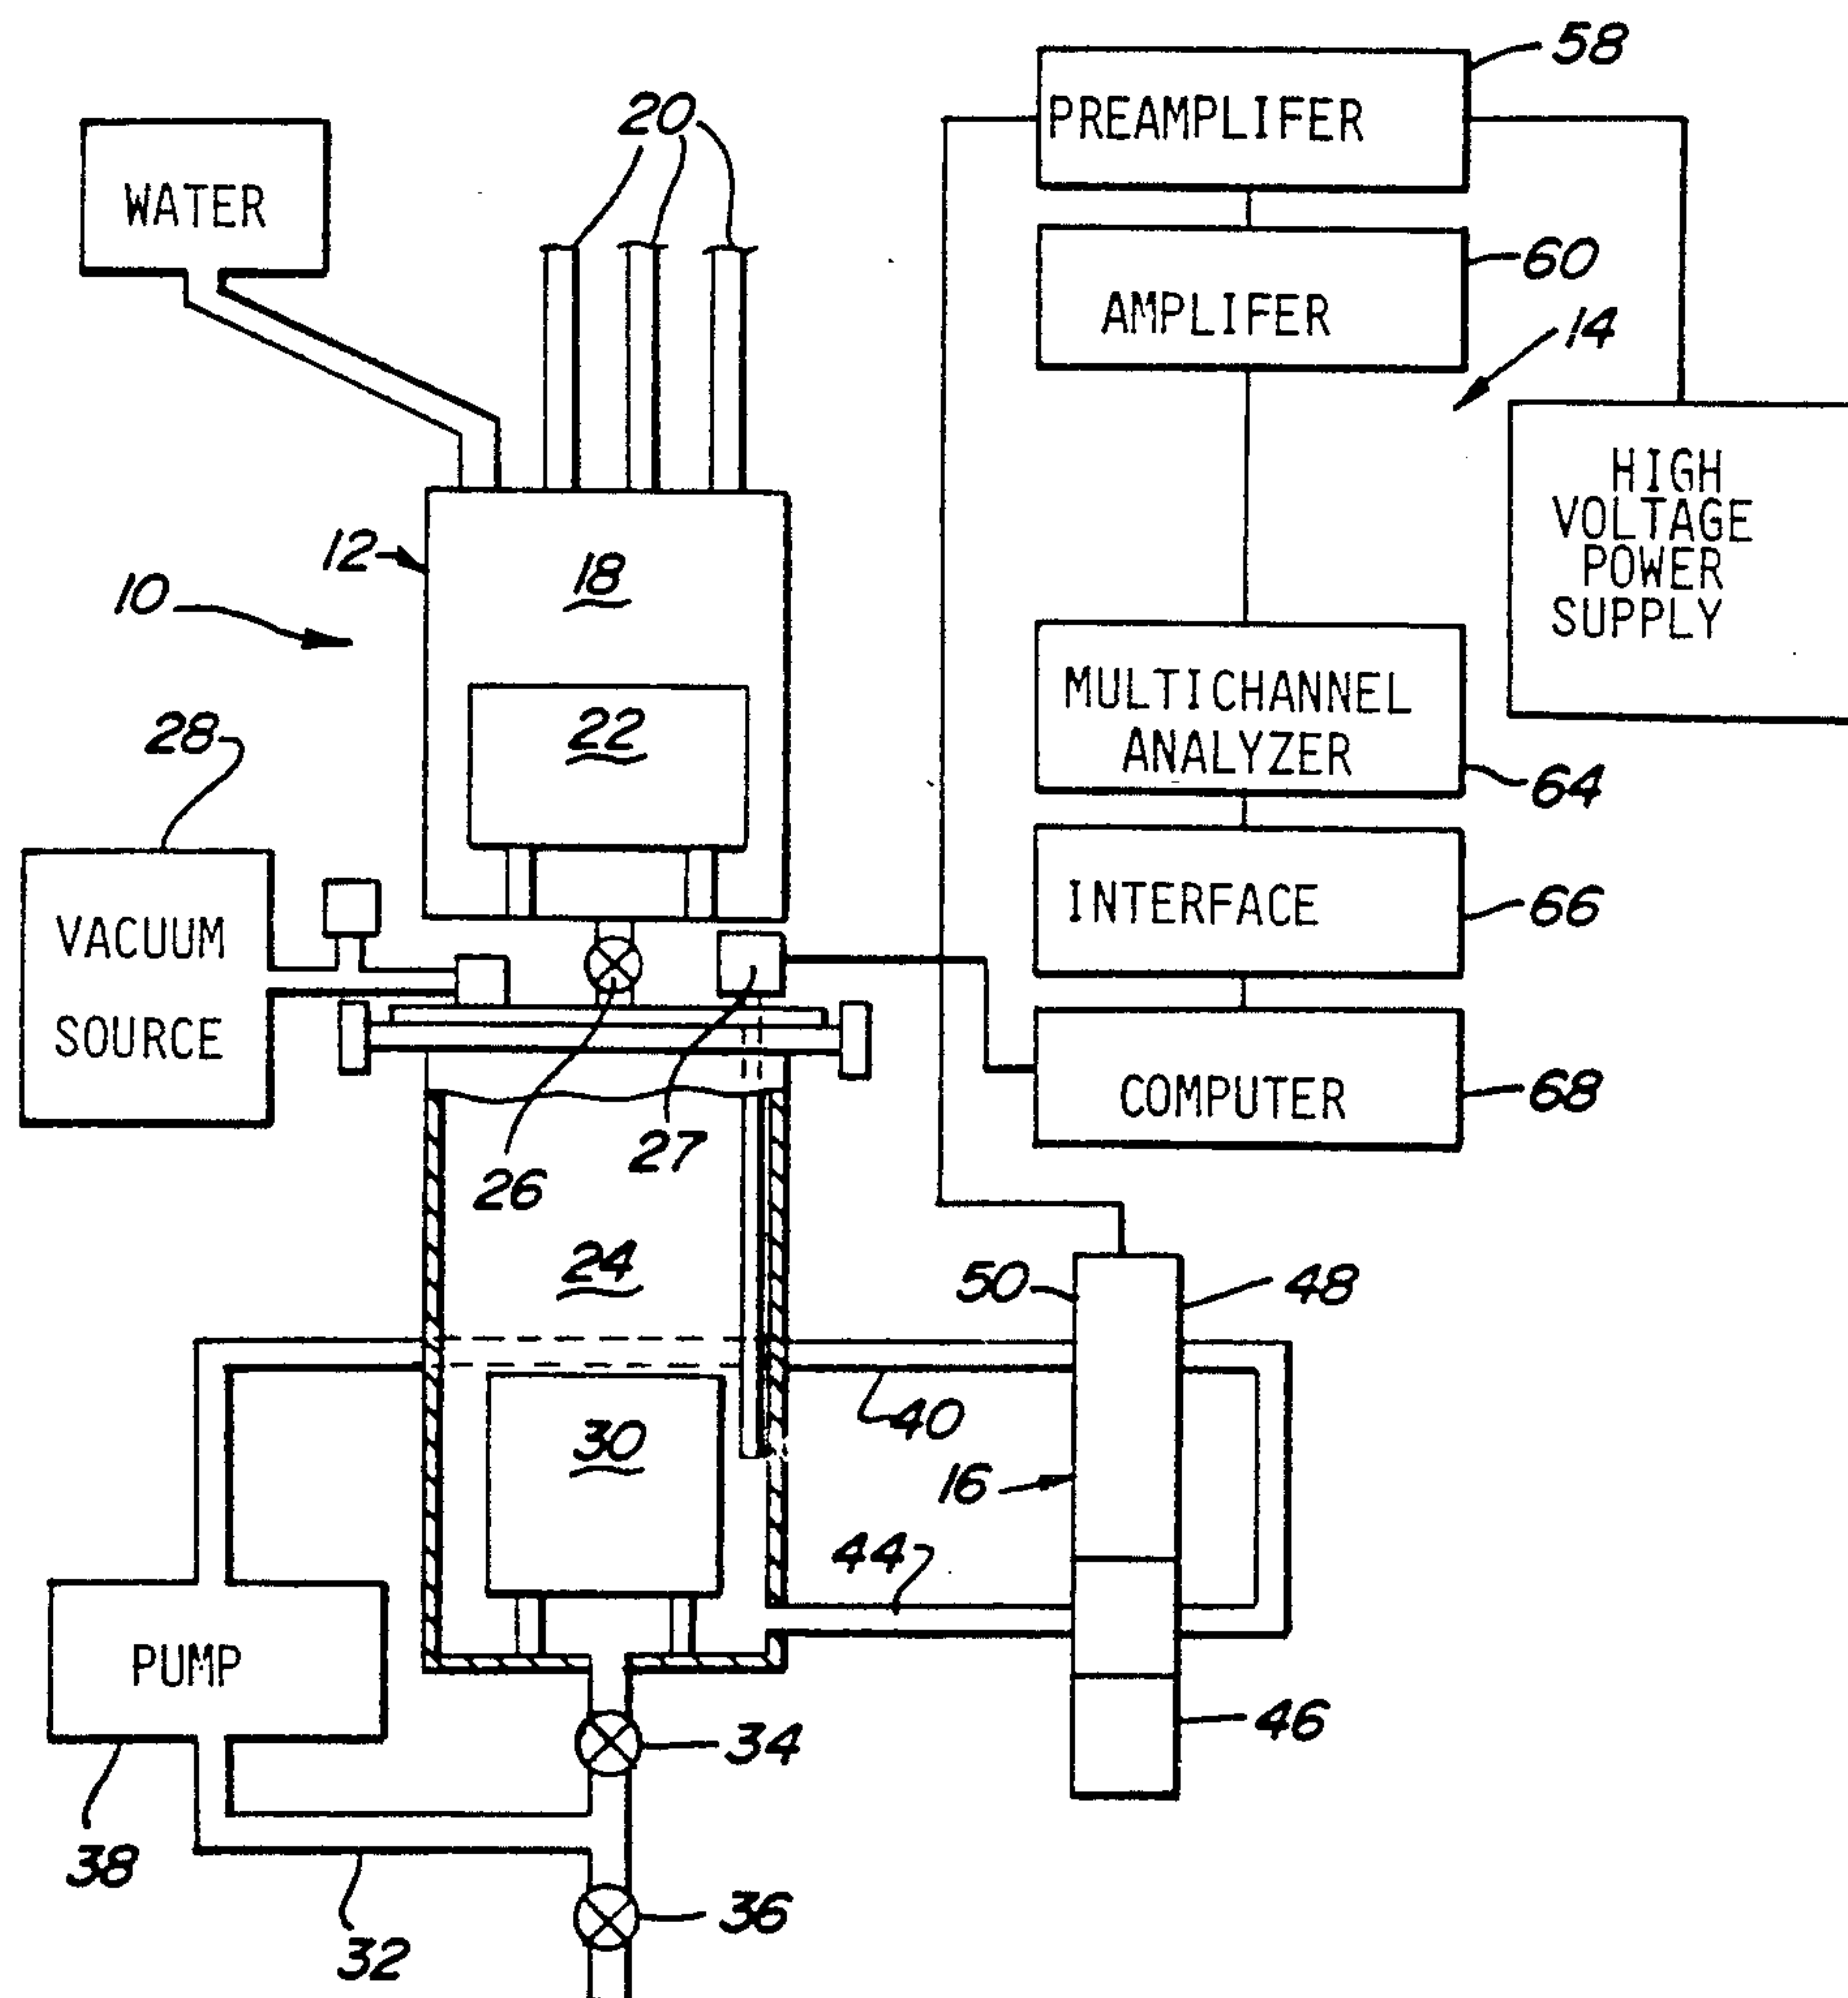 58
PREAMPLIFER
20
WATER
60
AMPLIFER
14
HIGH
VOLTAGE
POWER
SUPPLY
12
18
10
MULTICHANNEL
ANALYZER
22
28
64
INTERFACE
66
VACUUM
SOURCE
COMPUTER
68
27
26
24
50
48
40
30
16
44
PUMP
46
34
38
36
32